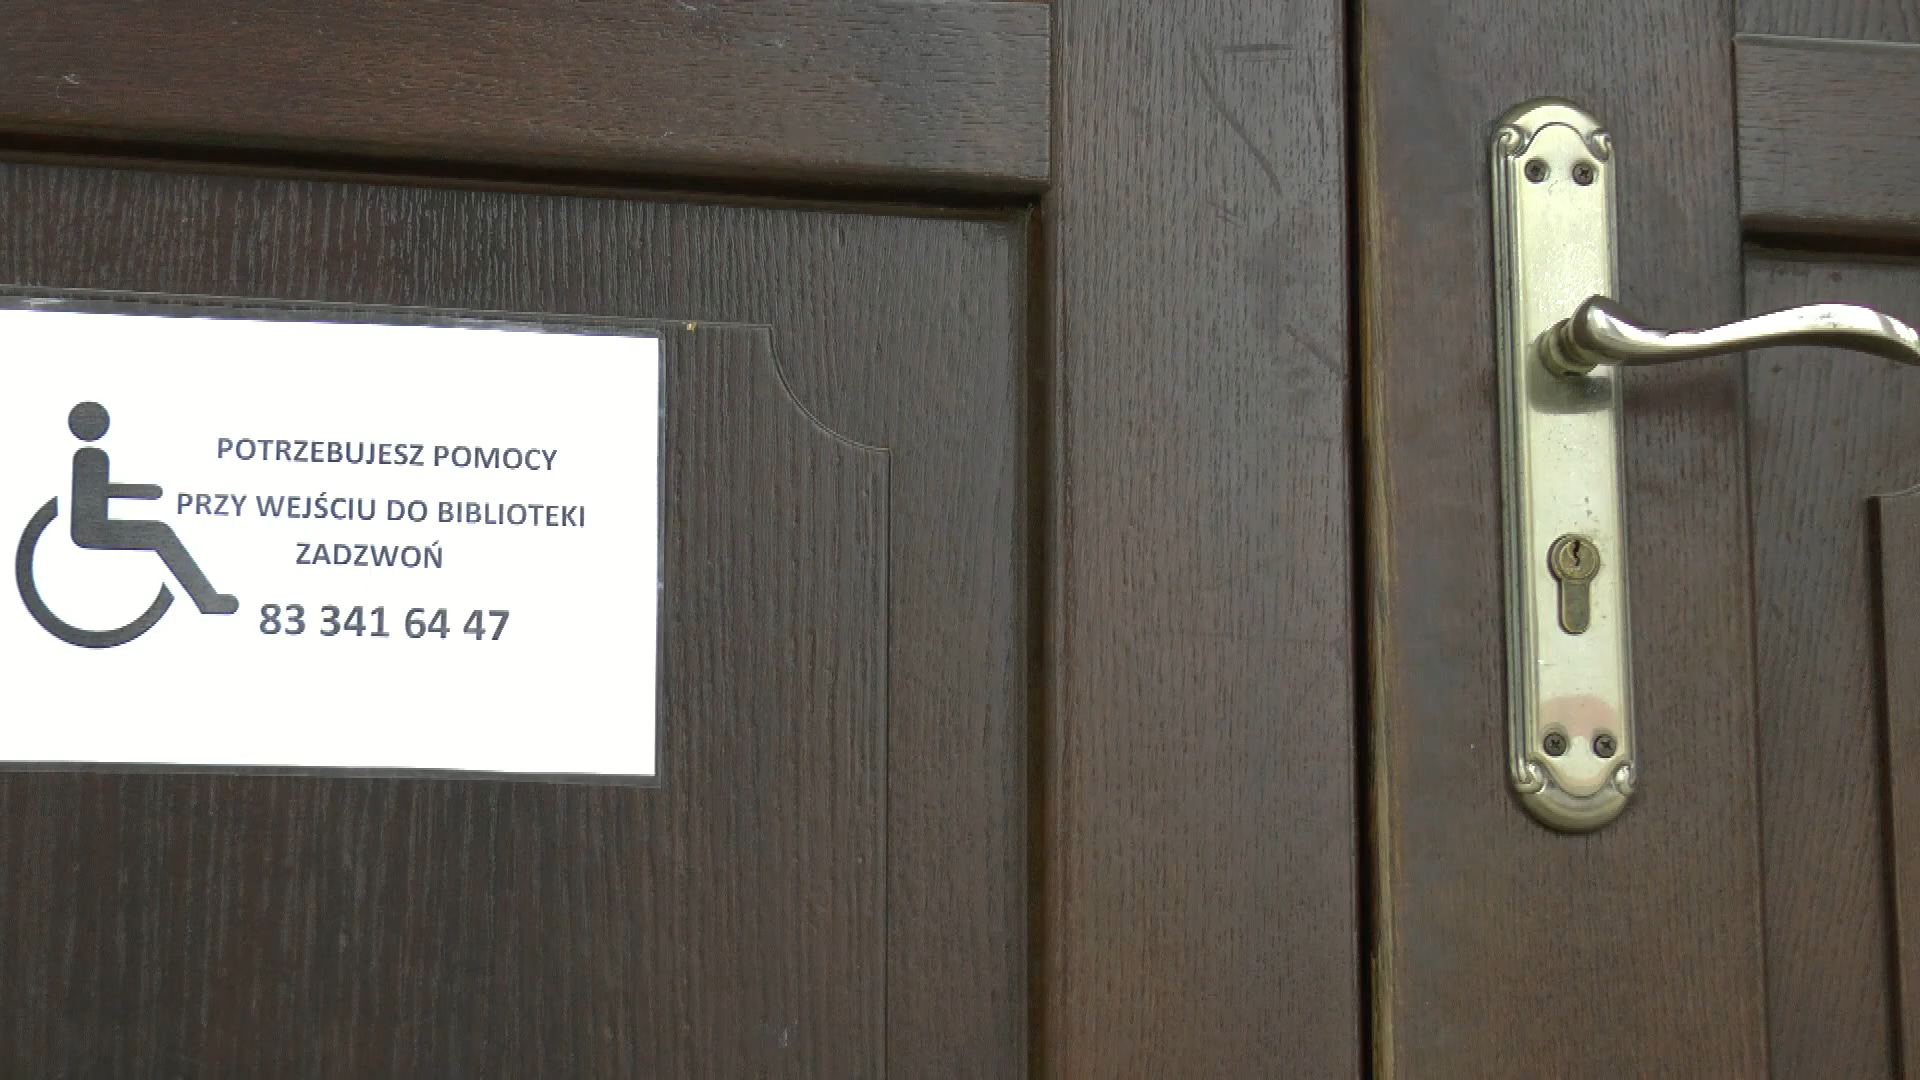 POTRZEBUJESZ POMOCY
PRZY WEJŚCIU DO BIBLIOTEKI
ZADZWOŃ
83 341 64 47